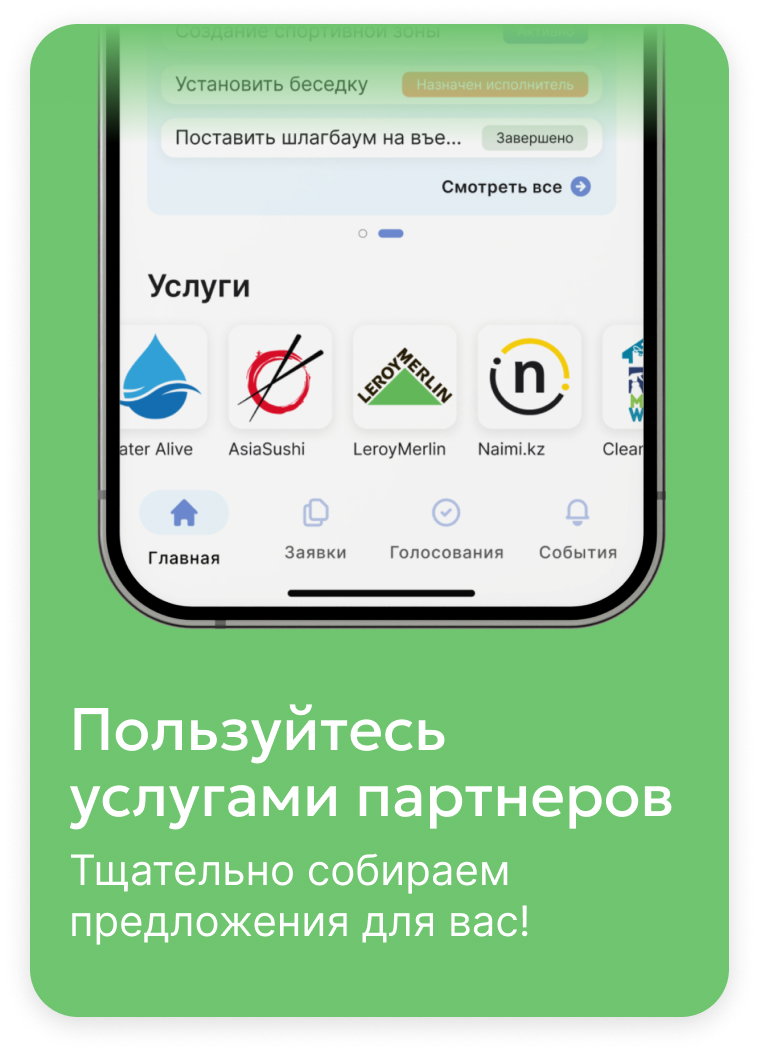 Создание спортивной зоны
Установить беседку
Назначен исполнитель
Поставить шлагбаум на въе...
Завершено
Смотреть все
Услуги
LEROY MERLIN
n
ater Alive
AsiaSushi
LeroyMerlin
Naimi.kz
Clear
Главная
Заявки
Голосования
События
Пользуйтесь
услугами партнеров
Тщательно собираем
предложения для вас!